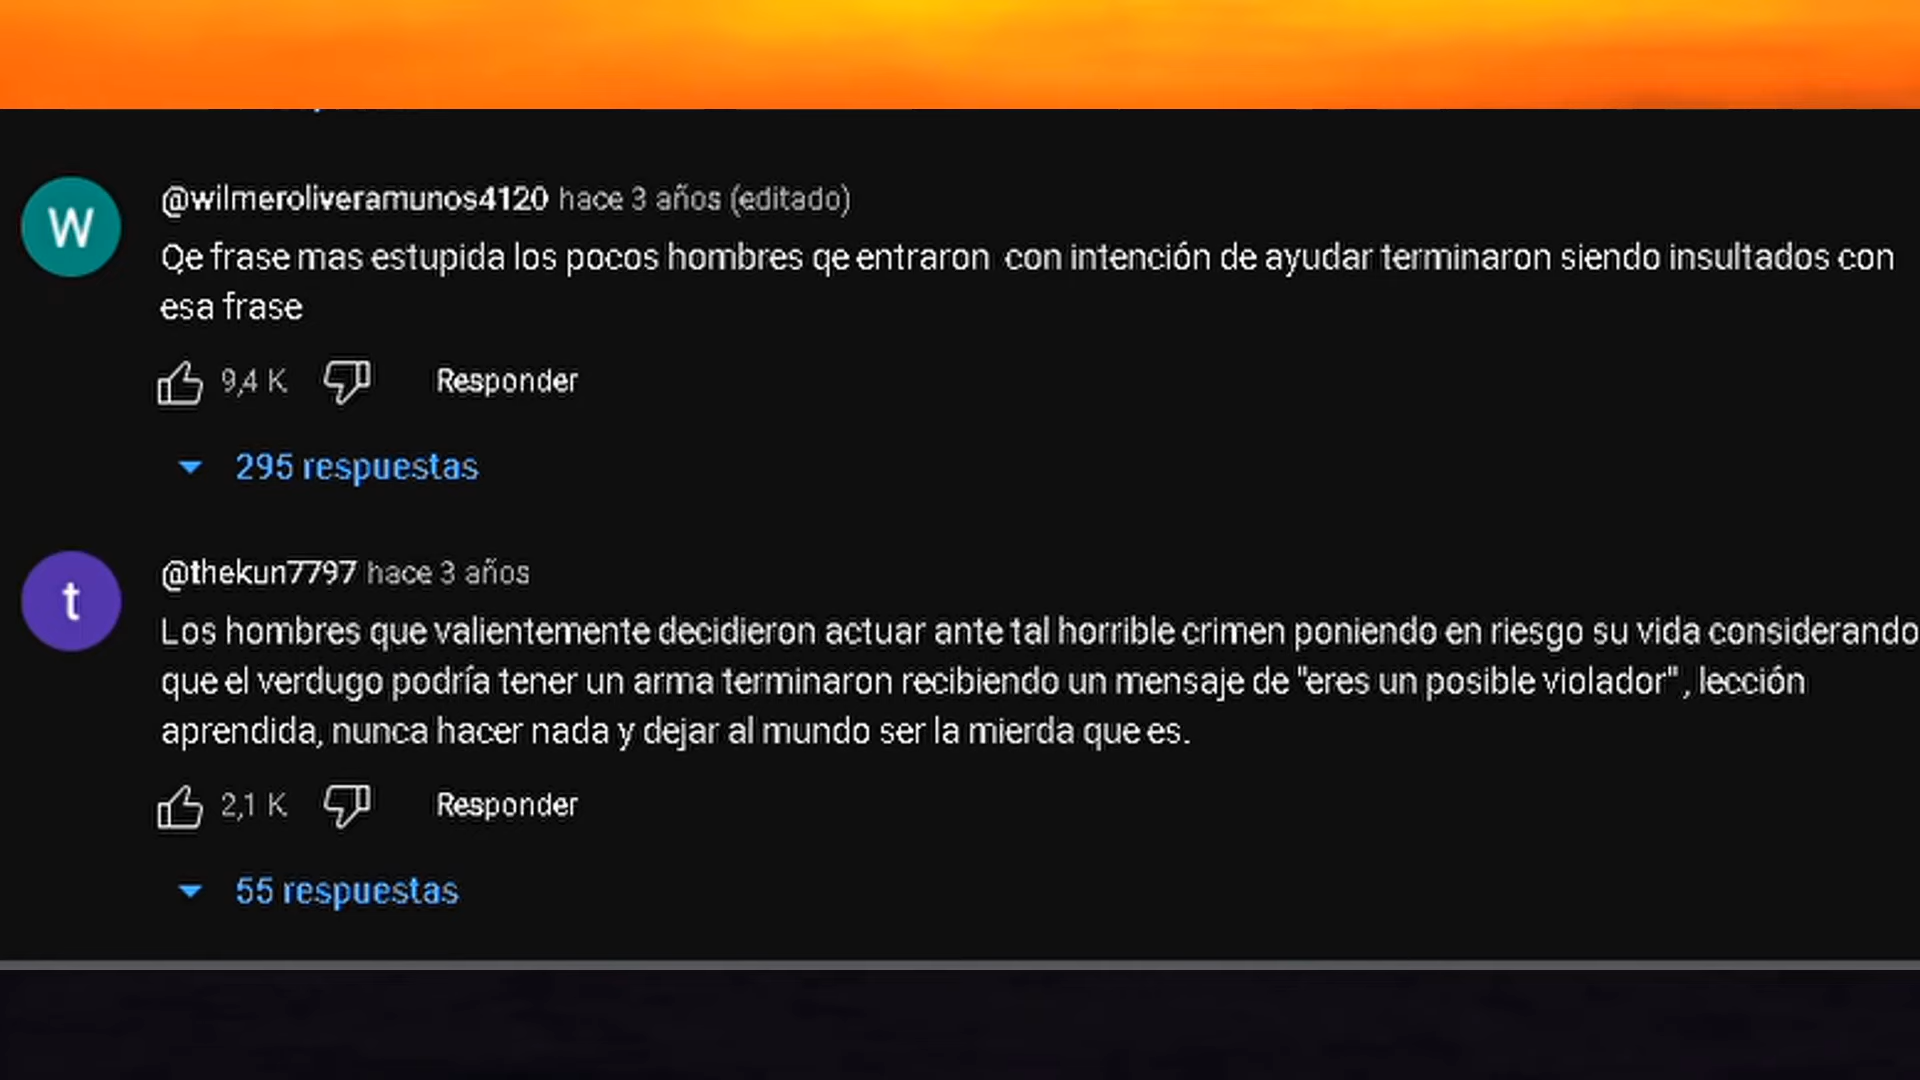 W
@wilmeroliveramunos4120 hace 3 años (editado)
Qe frase mas estupida los pocos hombres qe entraron con intención de ayudar terminaron siendo insultados con
esa frase
9,4 K Responder
295 respuestas
t
@thekun7797 hace 3 años
Los hombres que valientemente decidieron actuar ante tal horrible crimen poniendo en riesgo su vida considerando
que el verdugo podría tener un arma terminaron recibiendo un mensaje de "eres un posible violador" , lección
aprendida, nunca hacer nada y dejar al mundo ser la mierda que es.
2,1 K Responder
55 respuestas